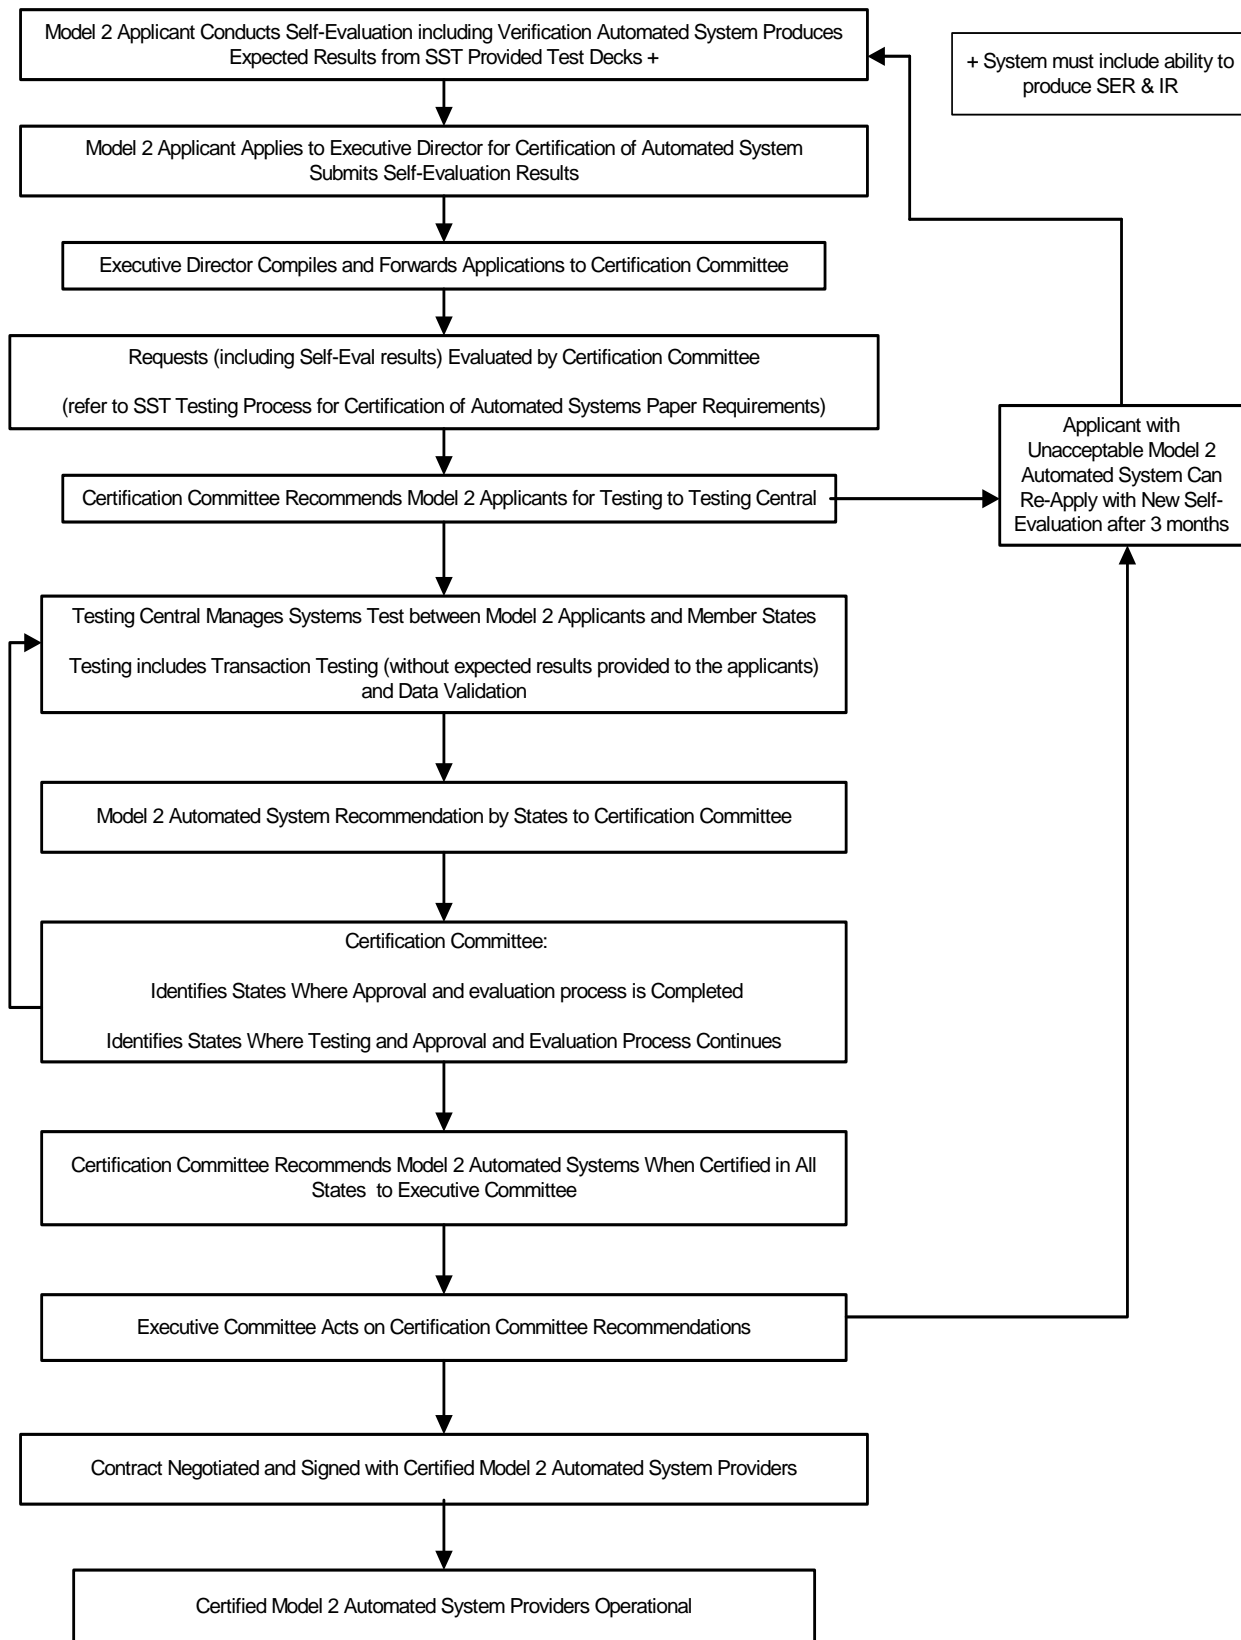 Model 2 Applicant Conducts Self-Evaluation including Verification Automated System Produces
Expected Results from SST Provided Test Decks +
+ System must include ability to
produce SER & IR
Model 2 Applicant Applies to Executive Director for Certification of Automated System
Submits Self-Evaluation Results
Executive Director Compiles and Forwards Applications to Certification Committee
Requests (including Self-Eval results) Evaluated by Certification Committee
(refer to SST Testing Process for Certification of Automated Systems Paper Requirements)
Applicant with
Unacceptable Model 2
Automated System Can
Re-Apply with New Self-
Evaluation after 3 months
Certification Committee Recommends Model 2 Applicants for Testing to Testing Central
Testing Central Manages Systems Test between Model 2 Applicants and Member States
Testing includes Transaction Testing (without expected results provided to the applicants)
and Data Validation
Model 2 Automated System Recommendation by States to Certification Committee
Certification Committee:
Identifies States Where Approval and evaluation process is Completed
Identifies States Where Testing and Approval and Evaluation Process Continues
Certification Committee Recommends Model 2 Automated Systems When Certified in All
States to Executive Committee
Executive Committee Acts on Certification Committee Recommendations
Contract Negotiated and Signed with Certified Model 2 Automated System Providers
Certified Model 2 Automated System Providers Operational